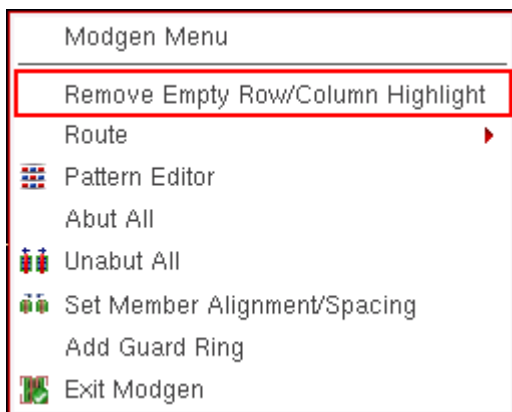 Modgen Menu
Remove Empty Row/Column Highlight
Route
Pattern Editor
Abut All
Unabut All
Set Member Alignment/Spacing
Add Guard Ring
Exit Modgen